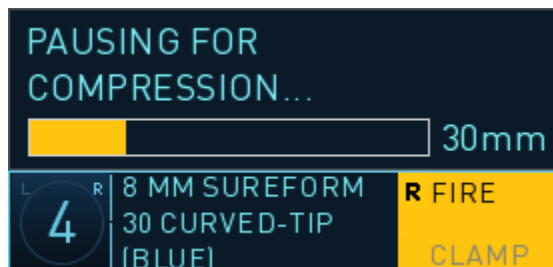 PAUSING FOR
COMPRESSION...
30mm
L R
4
8 MM SUREFORM
30 CURVED-TIP
(BLUE)
R FIRE
CLAMP